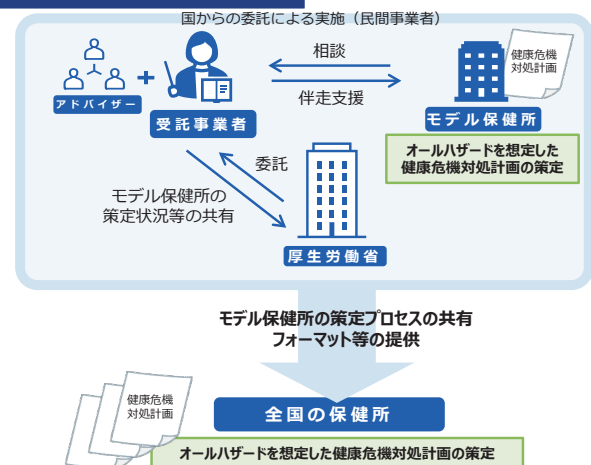 国からの委託による実施（民間事業者）
相談
健康危機
対処計画
伴走支援
アドバイザー
受託事業者
モデル保健所
オールハザードを想定した
健康危機対処計画の策定
委託
モデル保健所の
策定状況等の共有
厚生労働省
モデル保健所の策定プロセスの共有
フォーマット等の提供
健康危機
対処計画
全国の保健所
オールハザードを想定した健康危機対処計画の策定